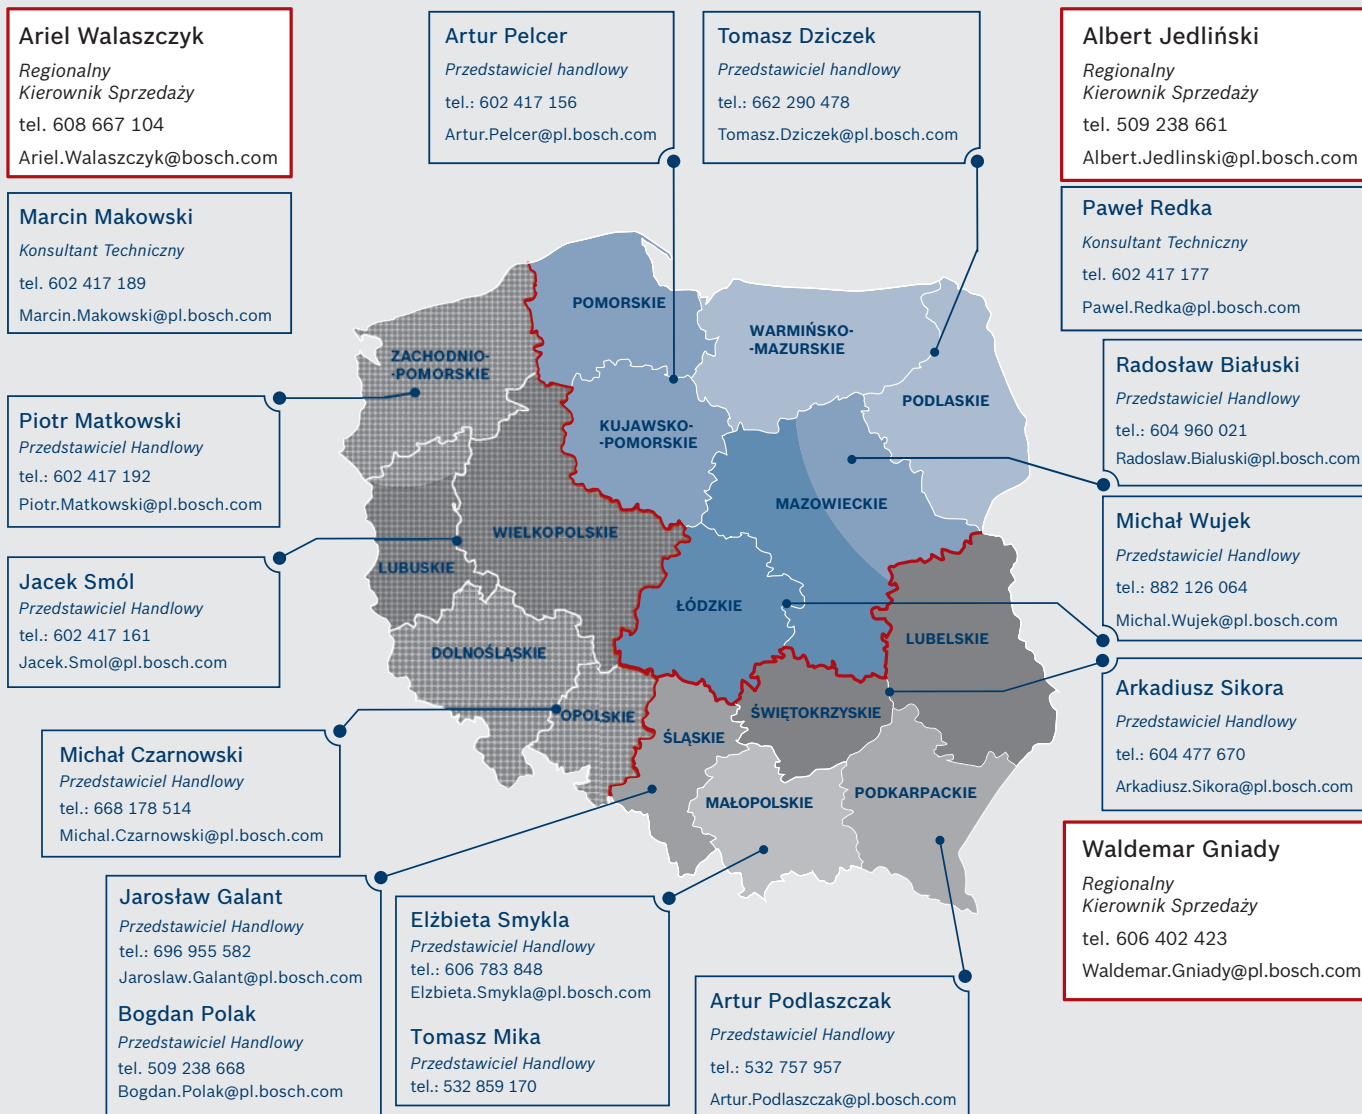 Ariel Walaszczyk
Regionalny
Kierownik Sprzedaży
tel. 608 667 104
Ariel.Walaszczyk@bosch.com
Artur Pelcer
Przedstawiciel handlowy
tel.: 602 417 156
Artur.Pelcer@pl.bosch.com
Tomasz Dziczek
Przedstawiciel handlowy
tel.: 662 290 478
Tomasz.Dziczek@pl.bosch.com
Albert Jedliński
Regionalny
Kierownik Sprzedaży
tel. 509 238 661
Albert.Jedlinski@pl.bosch.com
Marcin Makowski
Konsultant Techniczny
tel. 602 417 189
Marcin.Makowski@pl.bosch.com
Paweł Redka
Konsultant Techniczny
tel. 602 417 177
Pawel.Redka@pl.bosch.com
POMORSKIE
WARMIŃSKO-
-MAZURSKIE
ZACHODNIO-
-POMORSKIE
PODLASKIE
KUJAWSKO-
-POMORSKIE
MAZOWIECKIE
WIELKOPOLSKIE
LUBUSKIE
ŁÓDZKIE
LUBELSKIE
DOLNOŚLĄSKIE
OPOLSKIE
ŚWIĘTOKRZYSKIE
ŚLĄSKIE
MAŁOPOLSKIE
PODKARPACKIE
Piotr Matkowski
Przedstawiciel Handlowy
tel.: 602 417 192
Piotr.Matkowski@pl.bosch.com
Radosław Białuski
Przedstawiciel Handlowy
tel.: 604 960 021
Radoslaw.Bialuski@pl.bosch.com
Michał Wujek
Przedstawiciel Handlowy
tel.: 882 126 064
Michal.Wujek@pl.bosch.com
Jacek Smól
Przedstawiciel Handlowy
tel.: 602 417 161
Jacek.Smol@pl.bosch.com
Arkadiusz Sikora
Przedstawiciel Handlowy
tel.: 604 477 670
Arkadiusz.Sikora@pl.bosch.com
Michał Czarnowski
Przedstawiciel Handlowy
tel.: 668 178 514
Michal.Czarnowski@pl.bosch.com
Waldemar Gniady
Regionalny
Kierownik Sprzedaży
tel. 606 402 423
Waldemar.Gniady@pl.bosch.com
Jarosław Galant
Przedstawiciel Handlowy
tel.: 696 955 582
Jaroslaw.Galant@pl.bosch.com
Bogdan Polak
Przedstawiciel Handlowy
tel. 509 238 668
Bogdan.Polak@pl.bosch.com
Elżbieta Smykla
Przedstawiciel Handlowy
tel.: 606 783 848
Elzbieta.Smykla@pl.bosch.com
Tomasz Mika
Przedstawiciel Handlowy
tel.: 532 859 170
Artur Podlaszczak
Przedstawiciel Handlowy
tel.: 532 757 957
Artur.Podlaszczak@pl.bosch.com